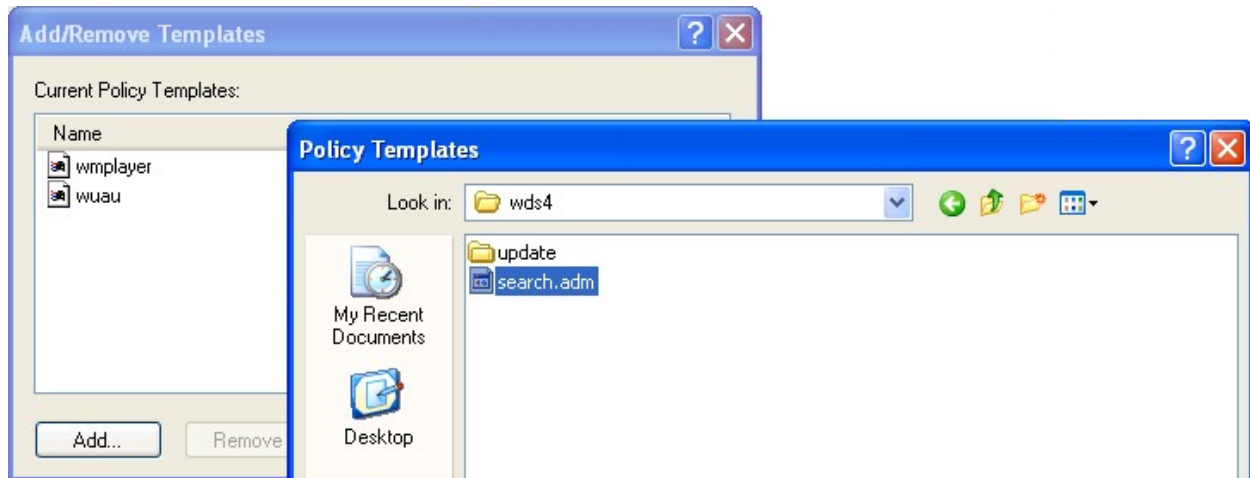 Add/Remove Templates
Current Policy Templates:
Name
wmplayer
wuau
Add...
Remove
Policy Templates
Look in:
wds4
update
search.adm
My Recent
Documents
Desktop